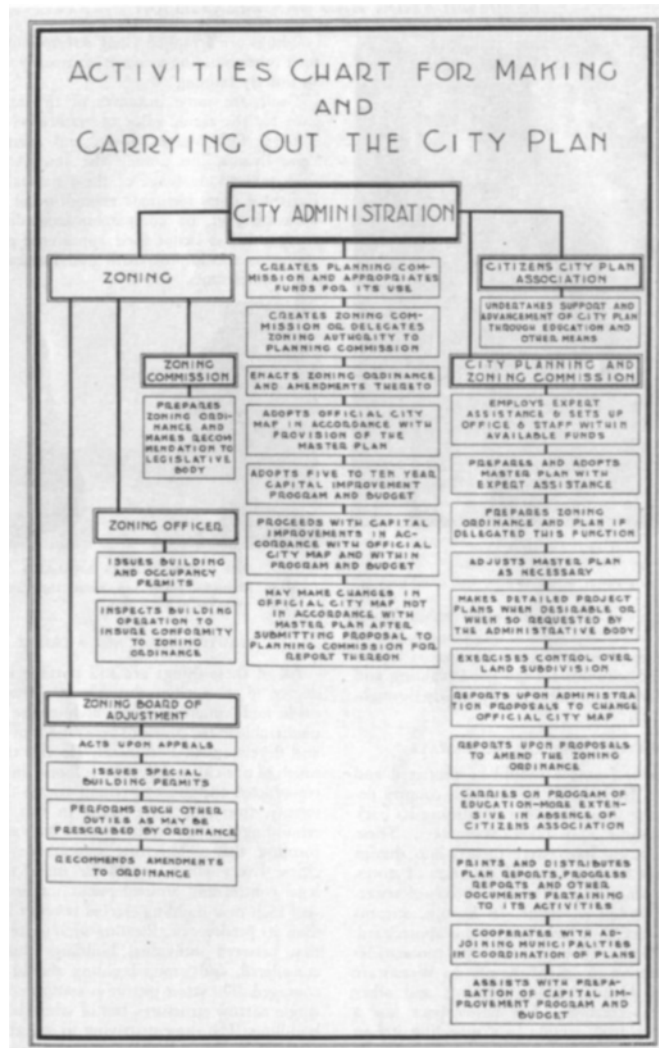 ACTIVITIES CHART FOR MAKING
AND
CARRYING OUT THE CITY PLAN
CITY ADMINISTRATION
ZONING
ZONING
COMMISSION
PREPARES
ZONING ORDI-
NANCE AND
MAKES RECOM
MENDATION TO
LEGISLATIVE
BODY
ZONING OFFICER
ISSUES BUILDING
AND OCCUPANCY
PERMITS
INSPECTS BUILDING
OPERATION TO
INSURE CONFORMITY
TO ZONING
ORDINANCE
ZONING BOARD OF
ADJUSTMENT
ACTS UPON APPEALS
ISSUES SPECIAL
BUILDING PERMITS
PERFORMS SUCH OTHER
DUTIES AS MAY BE
PRESCRIBED BY ORDINANCE
RECOMMENDS AMENDMENTS
TO ORDINANCE
CREATES PLANNING COM-
MISSION AND APPROPRIATES
FUNDS FOR ITS USE
CREATES ZONING COM-
MISSION OR DELEGATES
ZONING AUTHORITY TO
PLANNING COMMISSION
ENACTS ZONING ORDINANCE
AND AMENDMENTS THERETO
ADOPTS OFFICIAL CITY
MAP IN ACCORDANCE WITH
PROVISION OF THE
MASTER PLAN
ADOPTS FIVE TO TEN YEAR
CAPITAL IMPROVEMENT
PROGRAM AND BUDGET
PROCEEDS WITH CAPITAL
IMPROVEMENTS IN AC-
CORDANCE WITH OFFICIAL
CITY MAP AND WITHIN
PROGRAM AND BUDGET
MAY MAKE CHANGES IN
OFFICIAL CITY MAP NOT
IN ACCORDANCE WITH
MASTER PLAN AFTER
SUBMITTING PROPOSAL TO
PLANNING COMMISSION FOR
REPORT THEREON
CITIZENS CITY PLAN
ASSOCIATION
UNDERTAKES SUPPORT AND
ADVANCEMENT OF CITY PLAN
THROUGH EDUCATION AND
OTHER MEANS
CITY PLANNING AND
ZONING COMMISSION
EMPLOYS EXPERT
ASSISTANCE & SETS UP
OFFICE & STAFF WITHIN
AVAILABLE FUNDS
PREPARES AND ADOPTS
MASTER PLAN WITH
EXPERT ASSISTANCE
PREPARES ZONING
ORDINANCE AND PLAN IF
DELEGATED THIS FUNCTION
ADJUSTS MASTER PLAN
AS NECESSARY
MAKES DETAILED PROJECT
PLANS WHEN DESIRABLE OR
WHEN SO REQUESTED BY
THE ADMINISTRATIVE BODY
EXERCISES CONTROL OVER
LAND SUBDIVISION
REPORTS UPON ADMINISTRA
TION PROPOSALS TO CHANGE
OFFICIAL CITY MAP
REPORTS UPON PROPOSALS
TO AMEND THE ZONING
ORDINANCE
CARRIES ON PROGRAM OF
EDUCATION-MORE EXTEN-
SIVE IN ABSENCE OF
CITIZENS ASSOCIATION
PRINTS AND DISTRIBUTES
PLAN REPORTS, PROGRESS
REPORTS AND OTHER
DOCUMENTS PERTAINING
TO ITS ACTIVITIES
COOPERATES WITH AD-
JOINING MUNICIPALITIES
IN COORDINATION OF PLANS
ASSISTS WITH PREPA-
RATION OF CAPITAL IM-
PROVEMENT PROGRAM AND
BUDGET